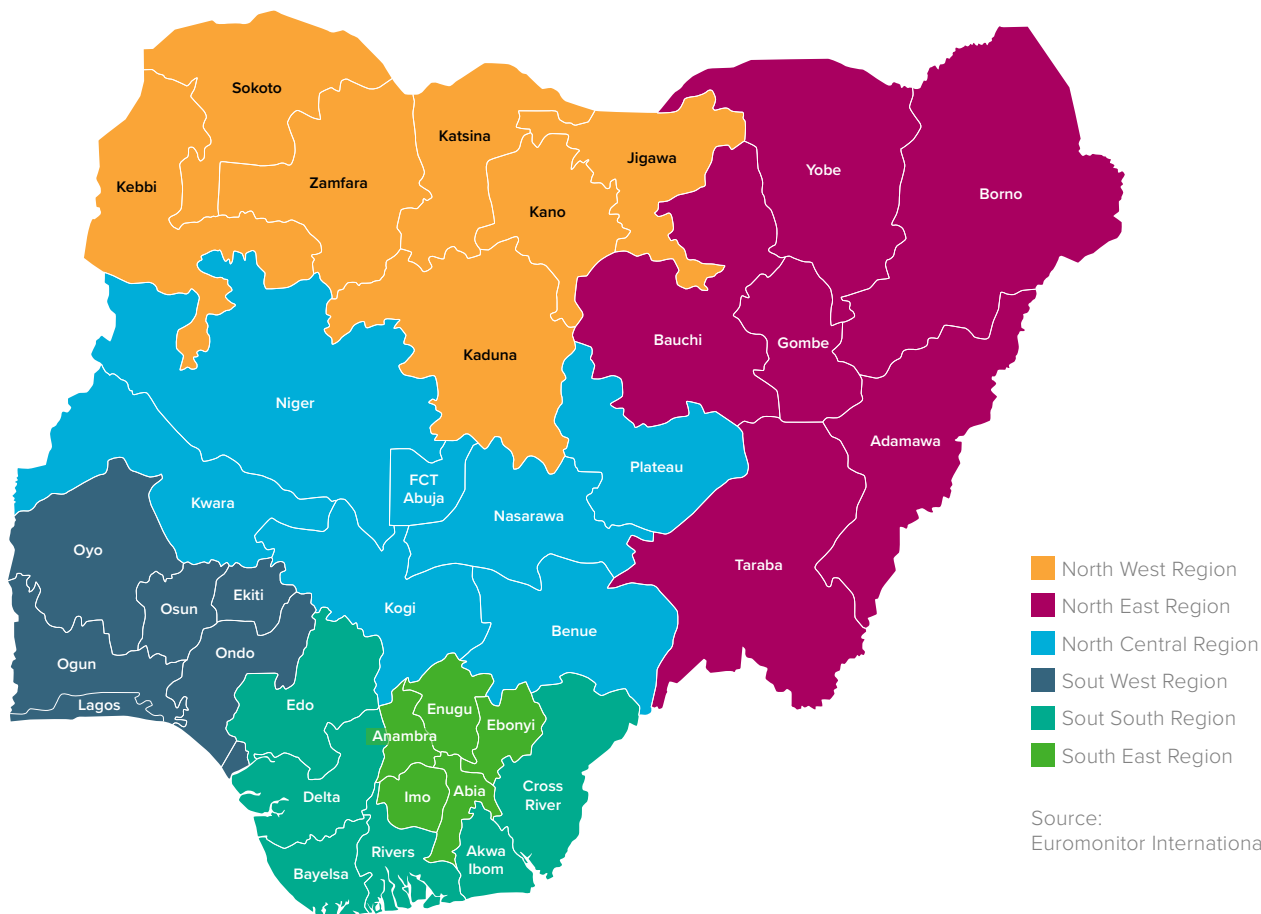 Sokoto
Katsina
Jigawa
Yobe
Kebbi
Zamfara
Kano
Borno
Kaduna
Bauchi
Gombe
Niger
Adamawa
Plateau
FCT
Abuja
Kwara
Nasarawa
Oyo
Taraba
Osun
Ekiti
Kogi
Benue
Ogun
Ondo
Lagos
Edo
Enugu
Ebonyi
Anambra
Delta
Imo
Abia
Cross
River
Rivers
Akwa
Ibom
Bayelsa
North West Region
North East Region
North Central Region
Sout West Region
Sout South Region
South East Region
Source:
Euromonitor Internationa